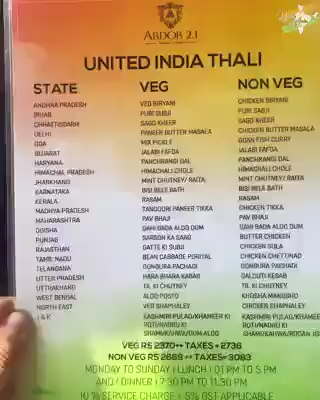 ARDOR 2.1
UNITED INDIA THALI
STATE VEG NON VEG
ANDHRA PRADESH VEG BIRYANI CHICKEN BIRYANI
BIHAR PURI SUBJI PURI SUBJI
CHHATTISGARH SAGO KHEER SAGO KHEER
DELHI PANEER BUTTER MASALA CHICKEN BUTTER MASALA
GOA MIX PICKLE GOAN FISH CURRY
GUJARAT JALABI FAFDA JALABI FAFDA
HARYANA PANCHRANGI DAL PANCHRANGI DAL
HIMACHAL PRADESH HIMACHALI CHOLE HIMACHALI CHOLE
JHARKHAND MINT CHUTNEY/ RAITA MINT CHUTNEY/ RAITA
KARNATAKA BISI BELE BATH BISI BELE BATH
KERALA RASAM RASAM
MADHYA PRADESH TANDOORI PANEER TIKKA CHICKEN TIKKA
MAHARASHTRA PAV BHAJI PAV BHAJI
ODISHA DAHI BADA ALOO DUM DAHI BADA ALOO DUM
PUNJAB SARSON KA SAAG BUTTER CHICKEN
RAJASTHAN GATTE KI SUBJI CHICKEN SULA
TAMIL NADU BEAN CABBAGE PORIYAL CHICKEN CHETTINAD
TELANGANA GONGURA PACHADI GONGURA PACHADI
UTTER PRADESH HARA BHARA KABAB GALOUTI KEBAB
UTTRAKHAND TIL KI CHUTNEY TIL KI CHUTNEY
WEST BENGAL ALOO POSTO KHOSHA MANGSHO
NORTH EAST VEG SHAPHALEY CHICKEN SHAPHALEY
J & K KASHMIRI PULAO/KHAMEER KI KASHMIRI PULAO/KHAMEER
ROTI/NADRU KI ROTI/NADRU KI
VEG RS 2370++ TAXES = 2736
NON VEG RS 2669 ++ TAXES= 3083
MONDAY TO SUNDAY ( LUNCH ) 01 PM TO 5 PM
AND ( DINNER ) 7:30 PM TO 11.30 PM
10 % SERVICE CHARGE + 5% GST APPLICABLE